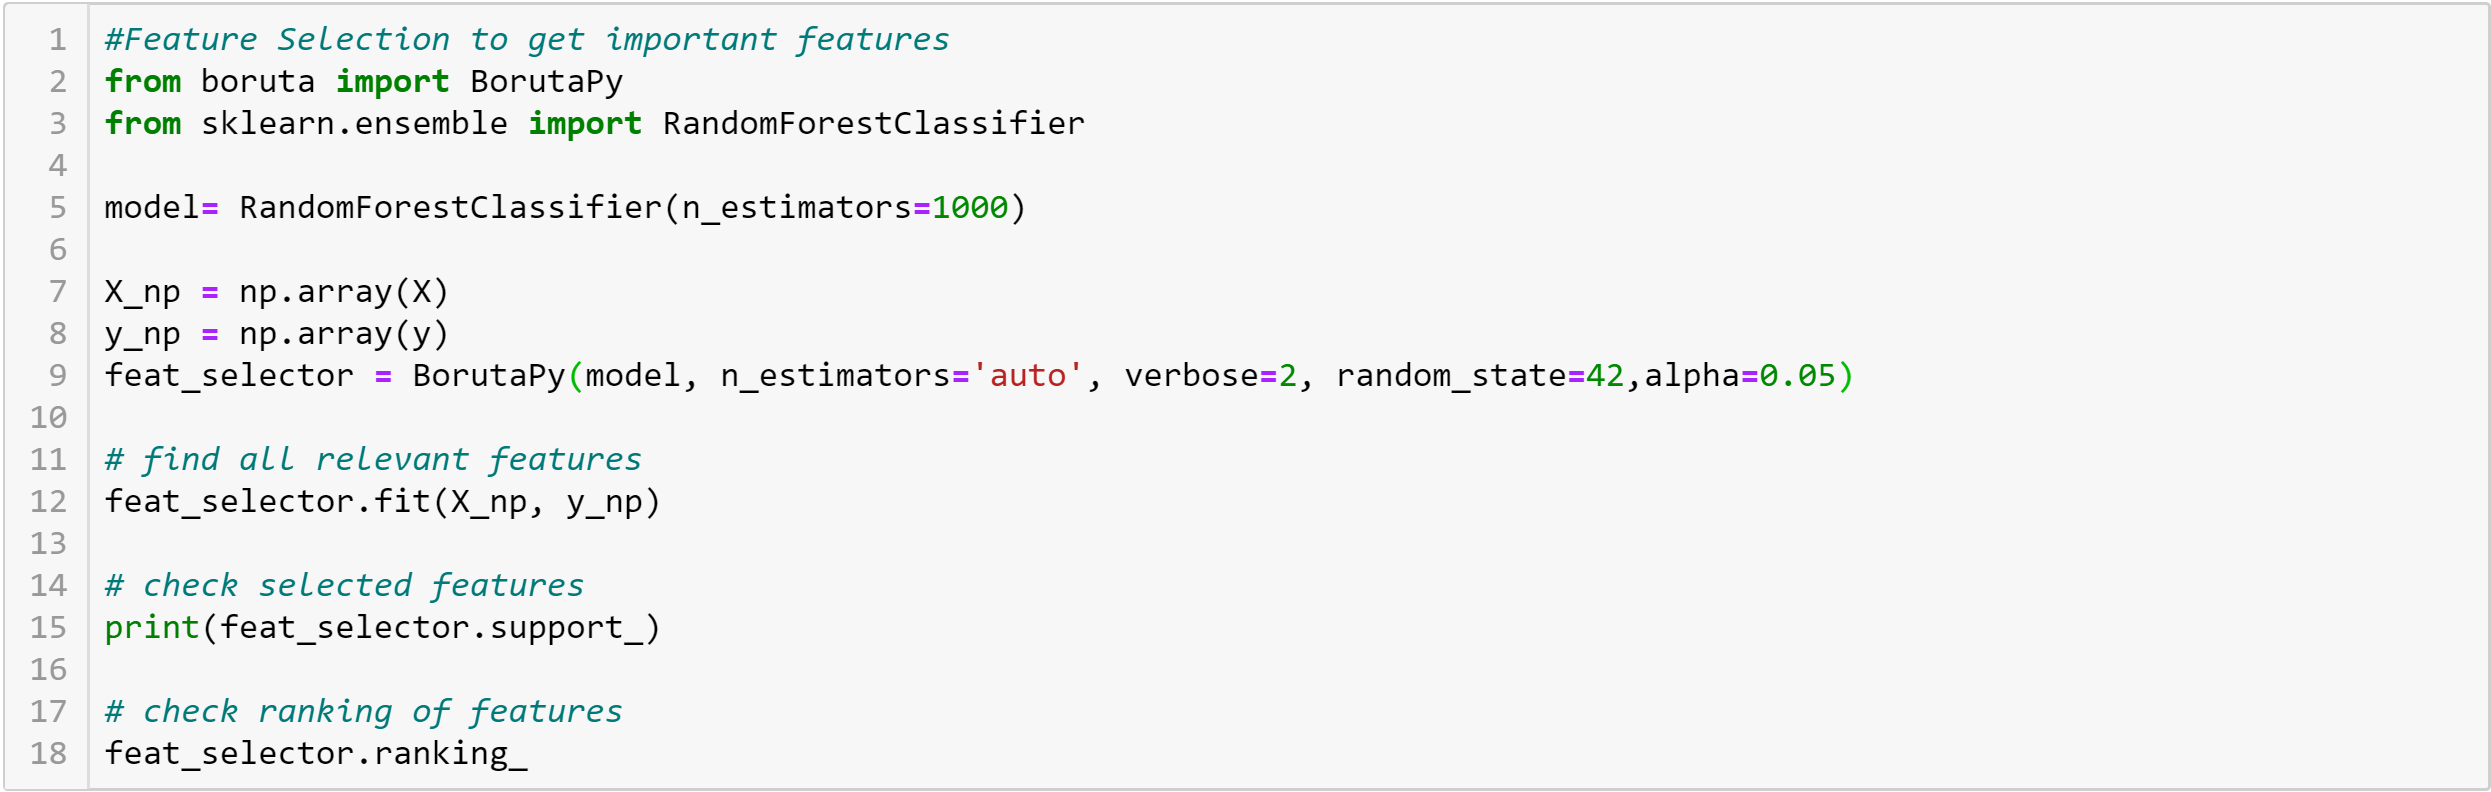 1 #Feature Selection to get important features
2 from boruta import BorutaPy
3 from sklearn.ensemble import RandomForestClassifier
4
5 model= RandomForestClassifier(n_estimators=1000)
6
7 X_np = np.array(X)
8 y_np = np.array(y)
9 feat_selector = BorutaPy(model, n_estimators='auto', verbose=2, random_state=42,alpha=0.05)
10
11 # find all relevant features
12 feat_selector.fit(X_np, y_np)
13
14 # check selected features
15 print(feat_selector.support_)
16
17 # check ranking of features
18 feat_selector.ranking_